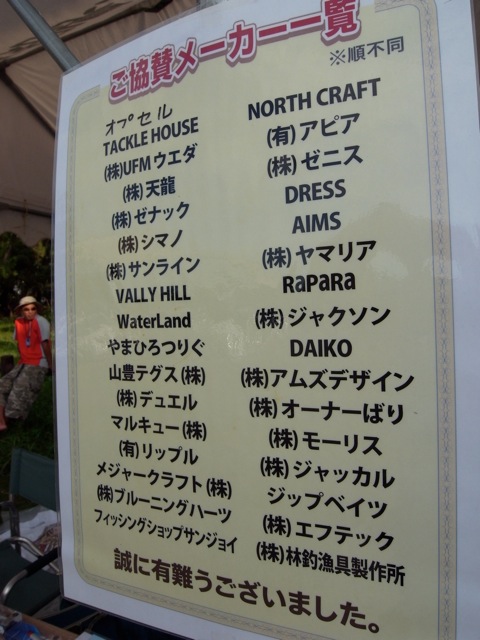 ご協賛メーカー一覧
※順不同
オプセル
TACKLE HOUSE
(株)UFMウエダ
(株)天龍
(株)ゼナック
(株)シマノ
(株)サンライン
VALLY HILL
WaterLand
やまひろつりぐ
山豊テグス(株)
(株)デュエル
マルキュー(株)
(有)リップル
メジャークラフト(株)
(株)ブルーニングハーツ
フィッシングショップサンジョイ
NORTH CRAFT
(有)アピア
(株)ゼニス
DRESS
AIMS
(株)ヤマリア
RaPaRa
(株)ジャクソン
DAIKO
(株)アムズデザイン
(株)オーナーばり
(株)モーリス
(株)ジャッカル
ジップベイツ
(株)エフテック
(株)林釣漁具製作所
誠に有難うございました。